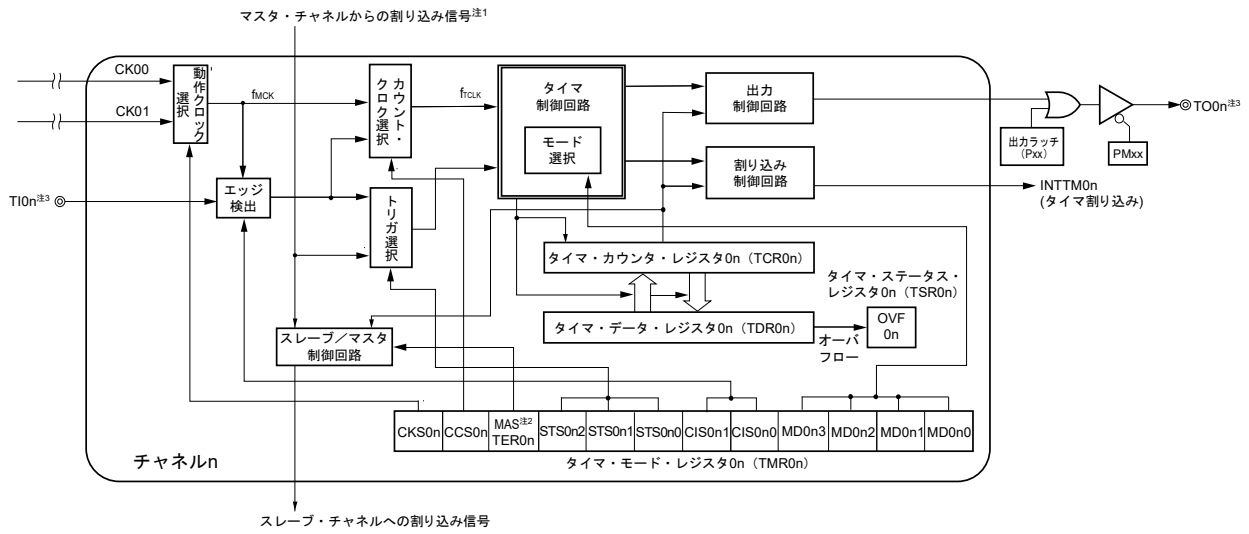 マスタ・チャネルからの割り込み信号注1
CK00
CK01
動作クロック
選択
fMCK
カウント・
クロク選択
fTCLK
タイマ
制御回路
モード
選択
出力
制御回路
出力ラッチ
(Pxx)
PMxx
TO0n注3
割り込み
制御回路
INTTM0n
(タイマ割り込み)
TI0n注3
エッジ
検出
トリガ選択
タイマ・カウンタ・レジスタ0n(TCR0n)
タイマ・ステータス・
レジスタ0n(TSR0n)
タイマ・データ・レジスタ0n(TDR0n)
オーバ
フロー
OVF
0n
スレーブ/マスタ
制御回路
CKS0n CCS0n MAS注2 TER0n STS0n2 STS0n1 STS0n0 CIS0n1 CIS0n0 MD0n3 MD0n2 MD0n1 MD0n0
チャネルn
タイマ・モード・レジスタ0n(TMR0n)
スレーブ・チャネルへの割り込み信号